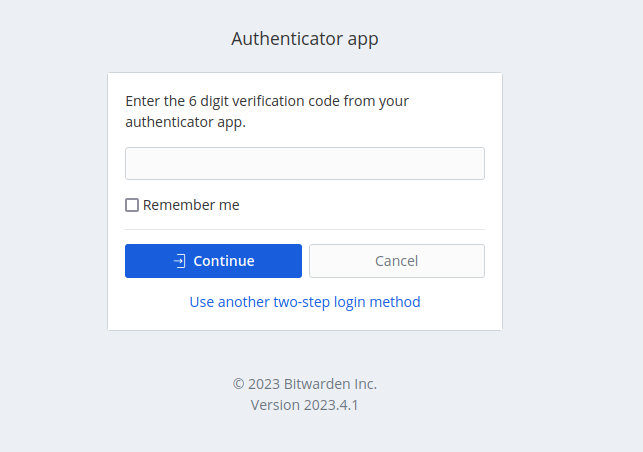 Authenticator app
Enter the 6 digit verification code from your
authenticator app.
Remember me
Continue
Cancel
Use another two-step login method
© 2023 Bitwarden Inc.
Version 2023.4.1